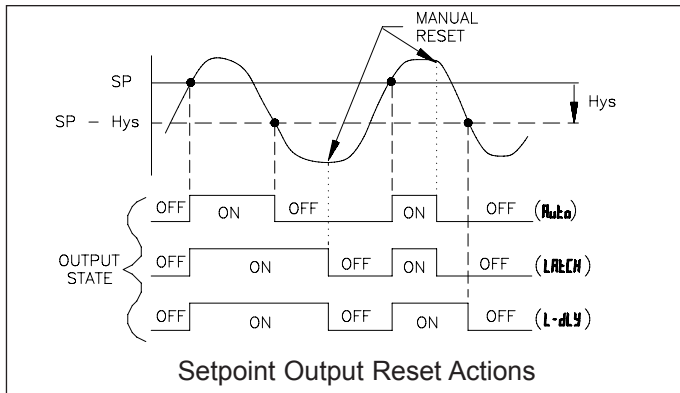 MANUAL
RESET
SP
SP - Hys
Hys
OFF ON OFF ON OFF (Auto)
OUTPUT
STATE
OFF ON OFF ON OFF (LAtCH)
OFF ON OFF ON OFF (L-dLY)
Setpoint Output Reset Actions